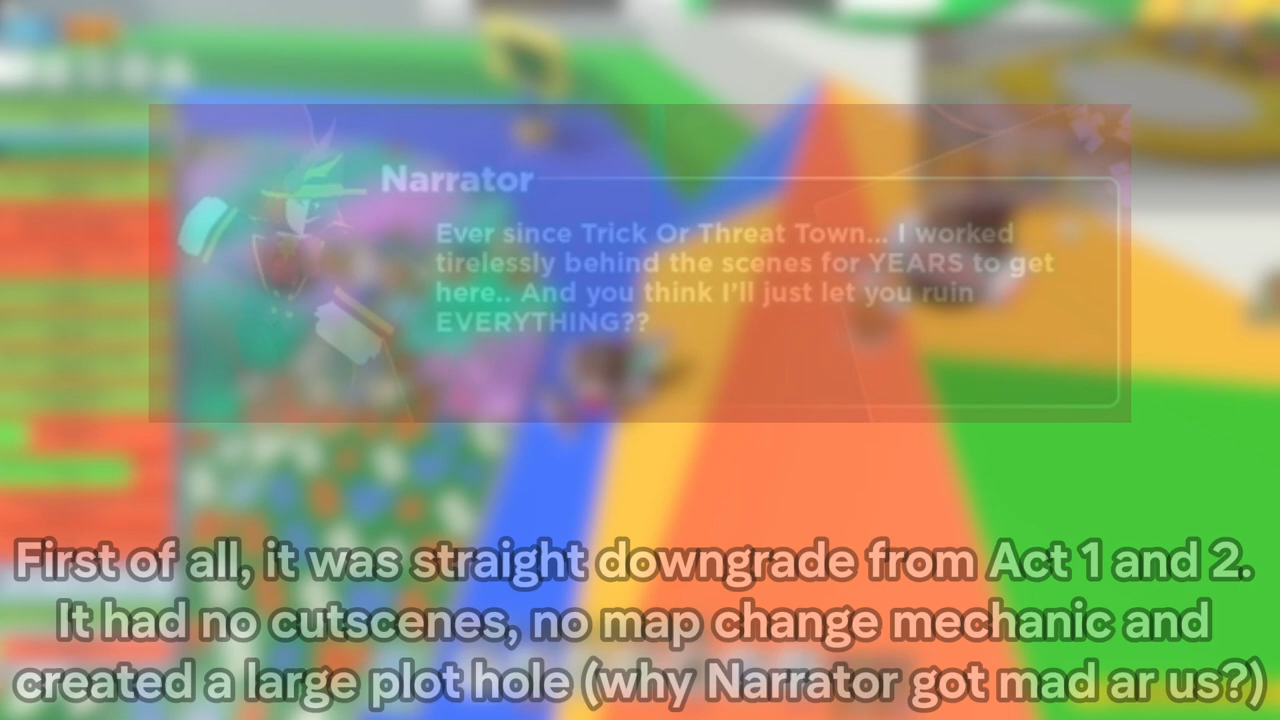 Narrator
Ever since Trick Or Threat Town... I worked
tirelessly behind the scenes for YEARS to get
here.. And you think I'll just let you ruin
EVERYTHING??
First of all, it was straight downgrade from Act 1 and 2.
It had no cutscenes, no map change mechanic and
created a large plot hole (why Narrator got mad ar us?)